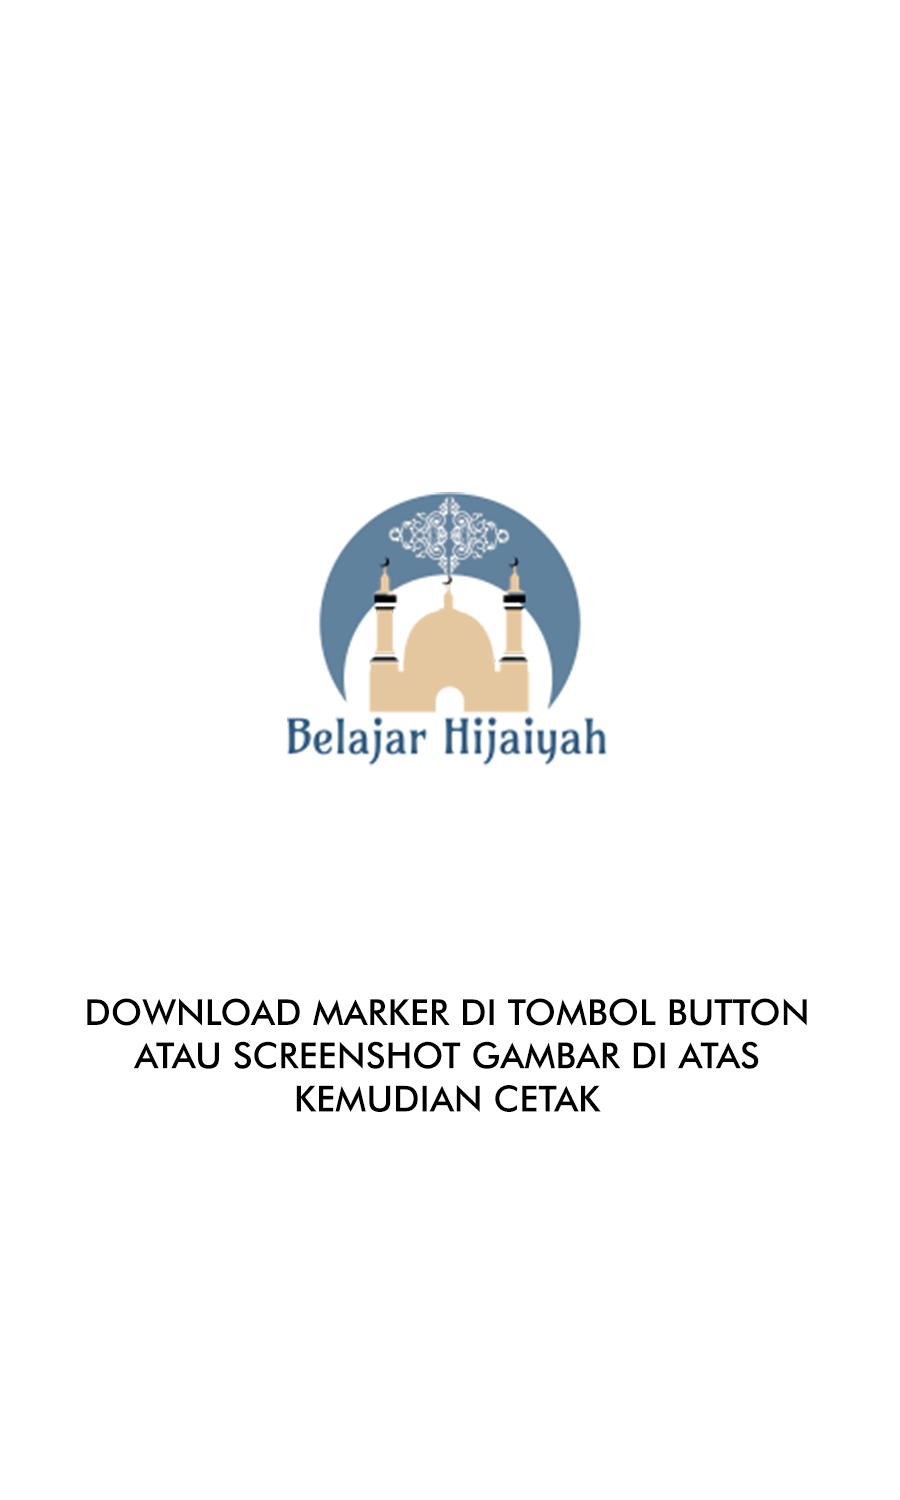 Belajar Hijaiyah
DOWNLOAD MARKER DI TOMBOL BUTTON
ATAU SCREENSHOT GAMBAR DI ATAS
KEMUDIAN CETAK